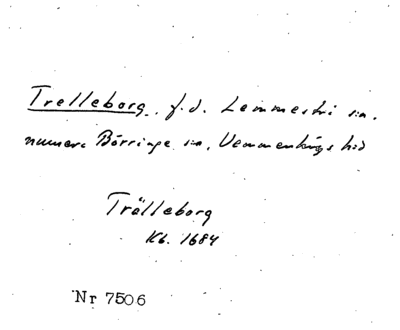 Trelleborg f.d. Lemmeströ sn.
numera Börringe sn, Vemmenhögs hd
Trälleborg
Kb. 1684
Nr 7506